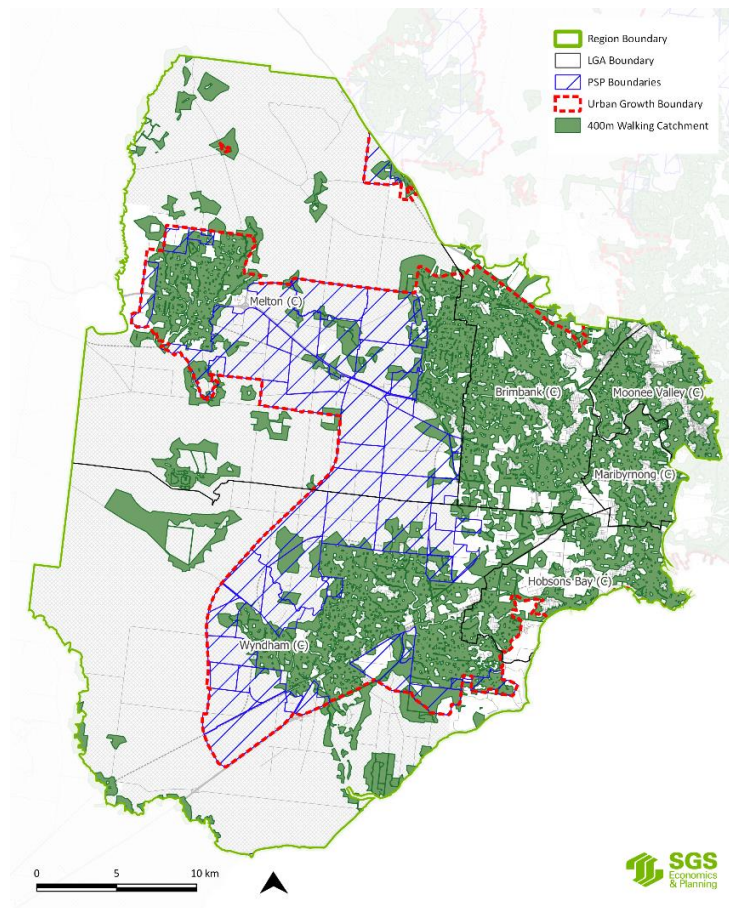 Region Boundary
LGA Boundary
PSP Boundaries
Urban Growth Boundary
400m Walking Catchment
Melton (C)
Brimbank (C)
Moonee Valley (C)
Maribyrnong (C)
Hobsons Bay (C)
Wyndham (C)
0 5 10 km
SGS
Economics
& Planning